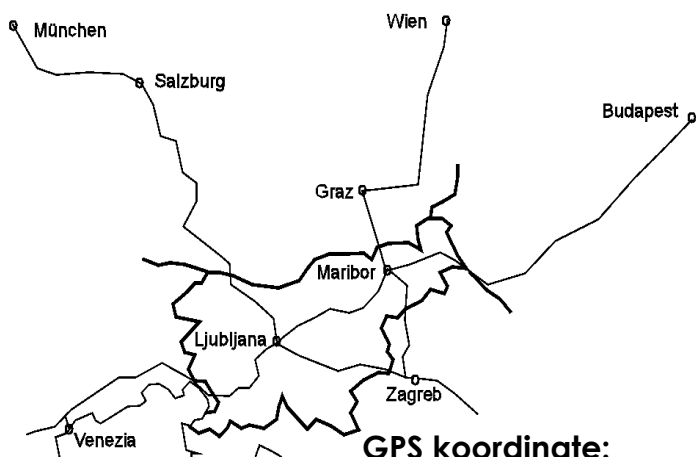 München
Wien
Salzburg
Budapest
Graz
Maribor
Ljubljana
Zagreb
Venezia
GPS koordinate: